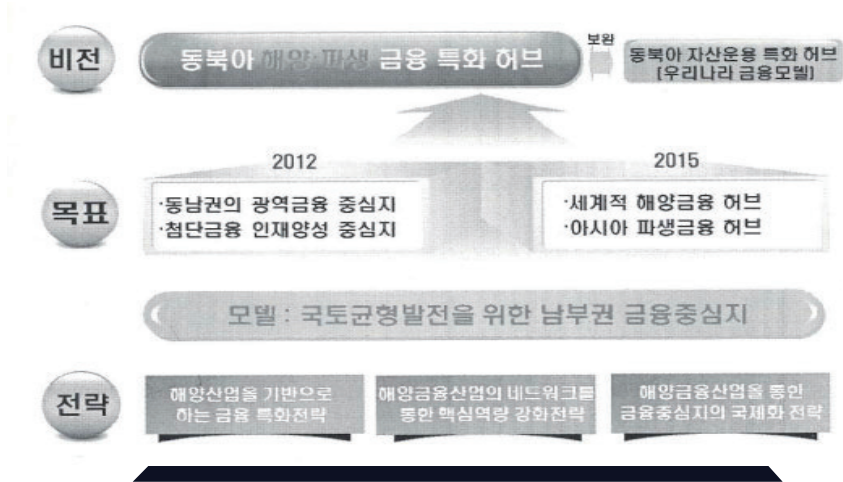 비전
동북아 해양·파생 금융 특화 허브
보완
동북아 자산운용 특화 허브
[우리나라 금융모델]
2012
2015
목표
·동남권의 광역금융 중심지
·첨단금융 인재양성 중심지
·세계적 해양금융 허브
·아시아 파생금융 허브
모델 : 국토균형발전을 위한 남부권 금융중심지
전략
해양산업을 기반으로
하는 금융 특화전략
해양금융산업의 네트워크를
통한 핵심역량 강화전략
해양금융산업을 통한
금융중심지의 국제화 전략